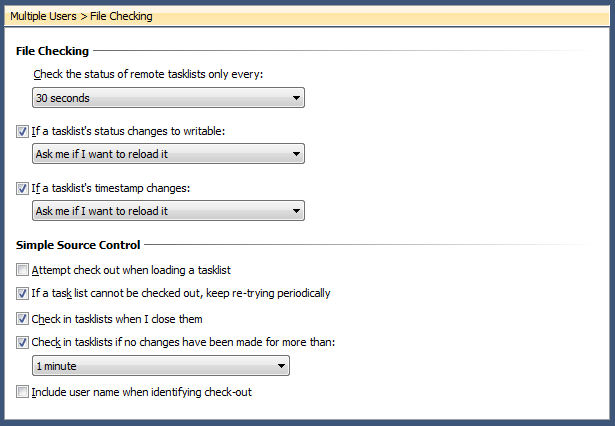 Multiple Users > File Checking
File Checking
Check the status of remote tasklists only every:
30 seconds
If a tasklist's status changes to writable:
Ask me if I want to reload it
If a tasklist's timestamp changes:
Ask me if I want to reload it
Simple Source Control
Attempt check out when loading a tasklist
If a task list cannot be checked out, keep re-trying periodically
Check in tasklists when I close them
Check in tasklists if no changes have been made for more than:
1 minute
Include user name when identifying check-out